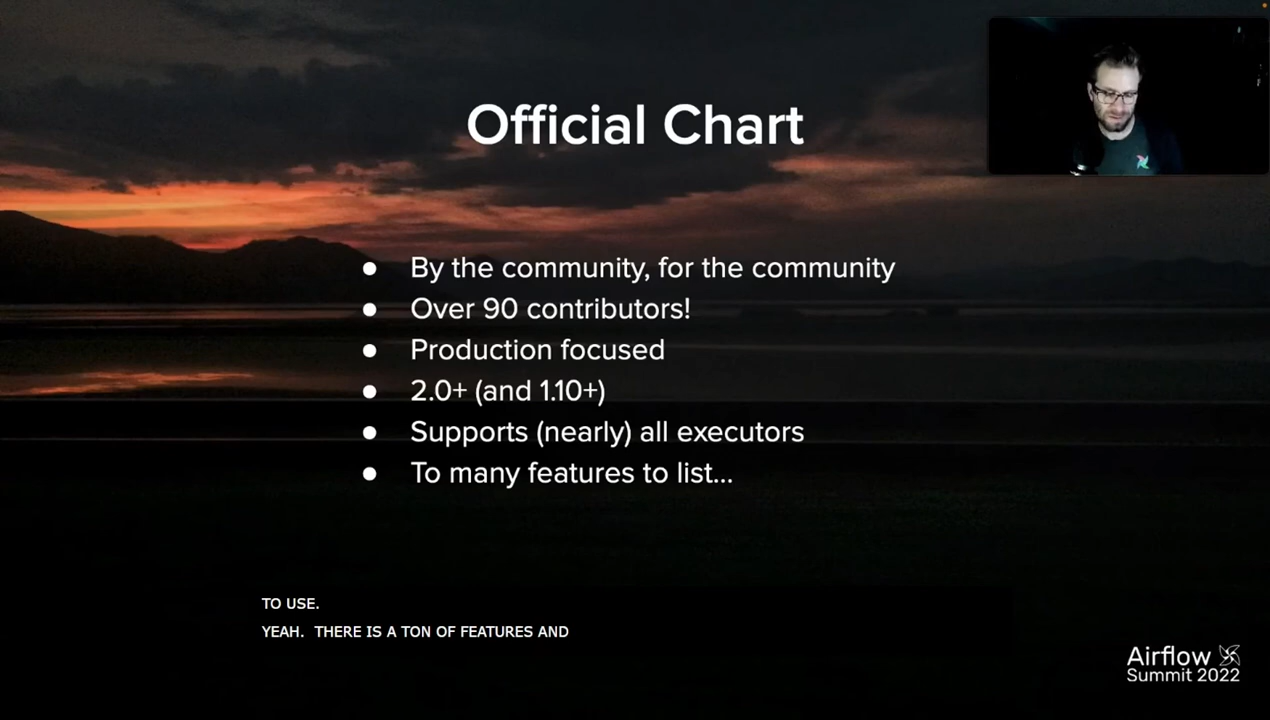 Official Chart
● By the community, for the community
● Over 90 contributors!
● Production focused
● 2.0+ (and 1.10+)
● Supports (nearly) all executors
● To many features to list...
TO USE.
YEAH.  THERE IS A TON OF FEATURES AND
Airflow
Summit 2022